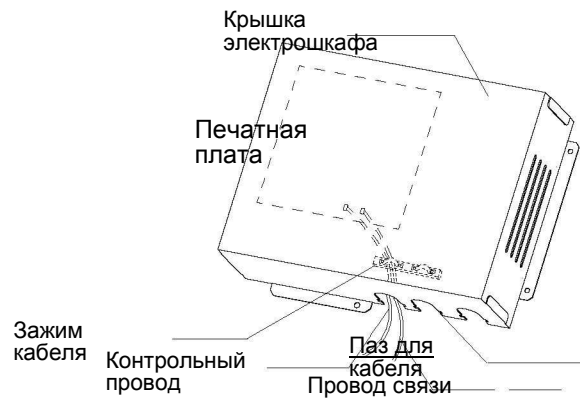 Крышка
электрошкафа
Печатная
плата
Зажим
кабеля
Контрольный
провод
Паз для
кабеля
Провод связи